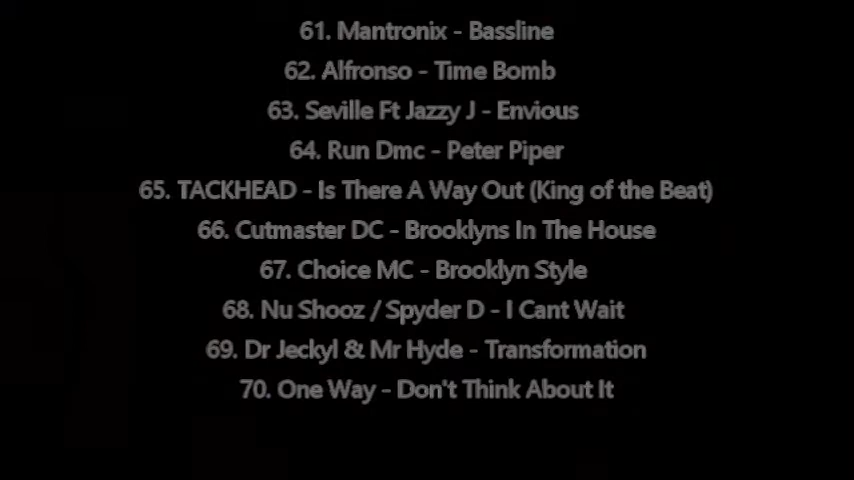 61. Mantronix - Bassline
62. Alfronso - Time Bomb
63. Seville Ft Jazzy J - Envious
64. Run Dmc - Peter Piper
65. TACKHEAD - Is There A Way Out (King of the Beat)
66. Cutmaster DC - Brooklyns In The House
67. Choice MC - Brooklyn Style
68. Nu Shooz / Spyder D - I Cant Wait
69. Dr Jeckyl & Mr Hyde - Transformation
70. One Way - Don't Think About It